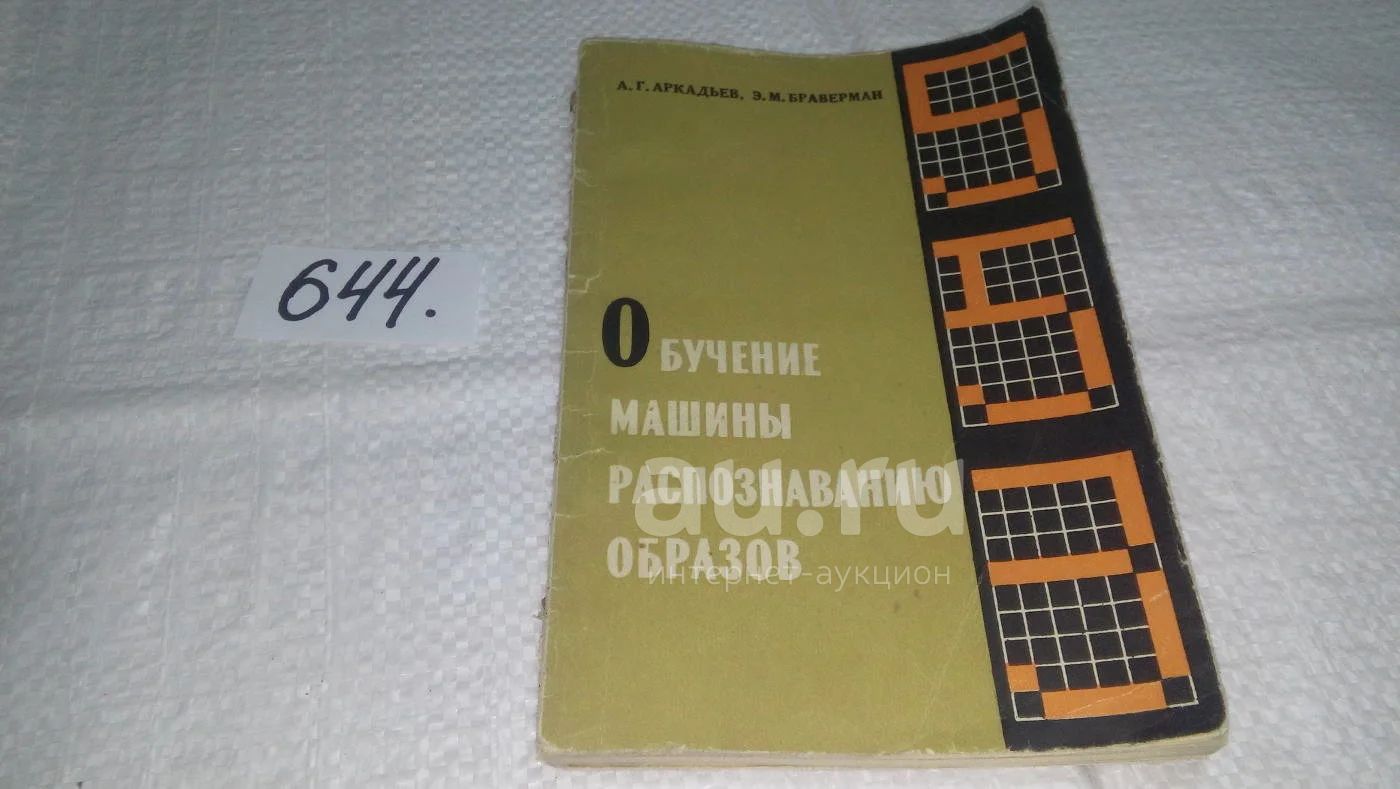 А. Г. АРКАДЬЕВ, Э. М. БРАВЕРМАН
644.
ОБУЧЕНИЕ
МАШИНЫ
РАСПОЗНАВАНИЮ
ОБРАЗОВ
au.ru
интернет-аукцион